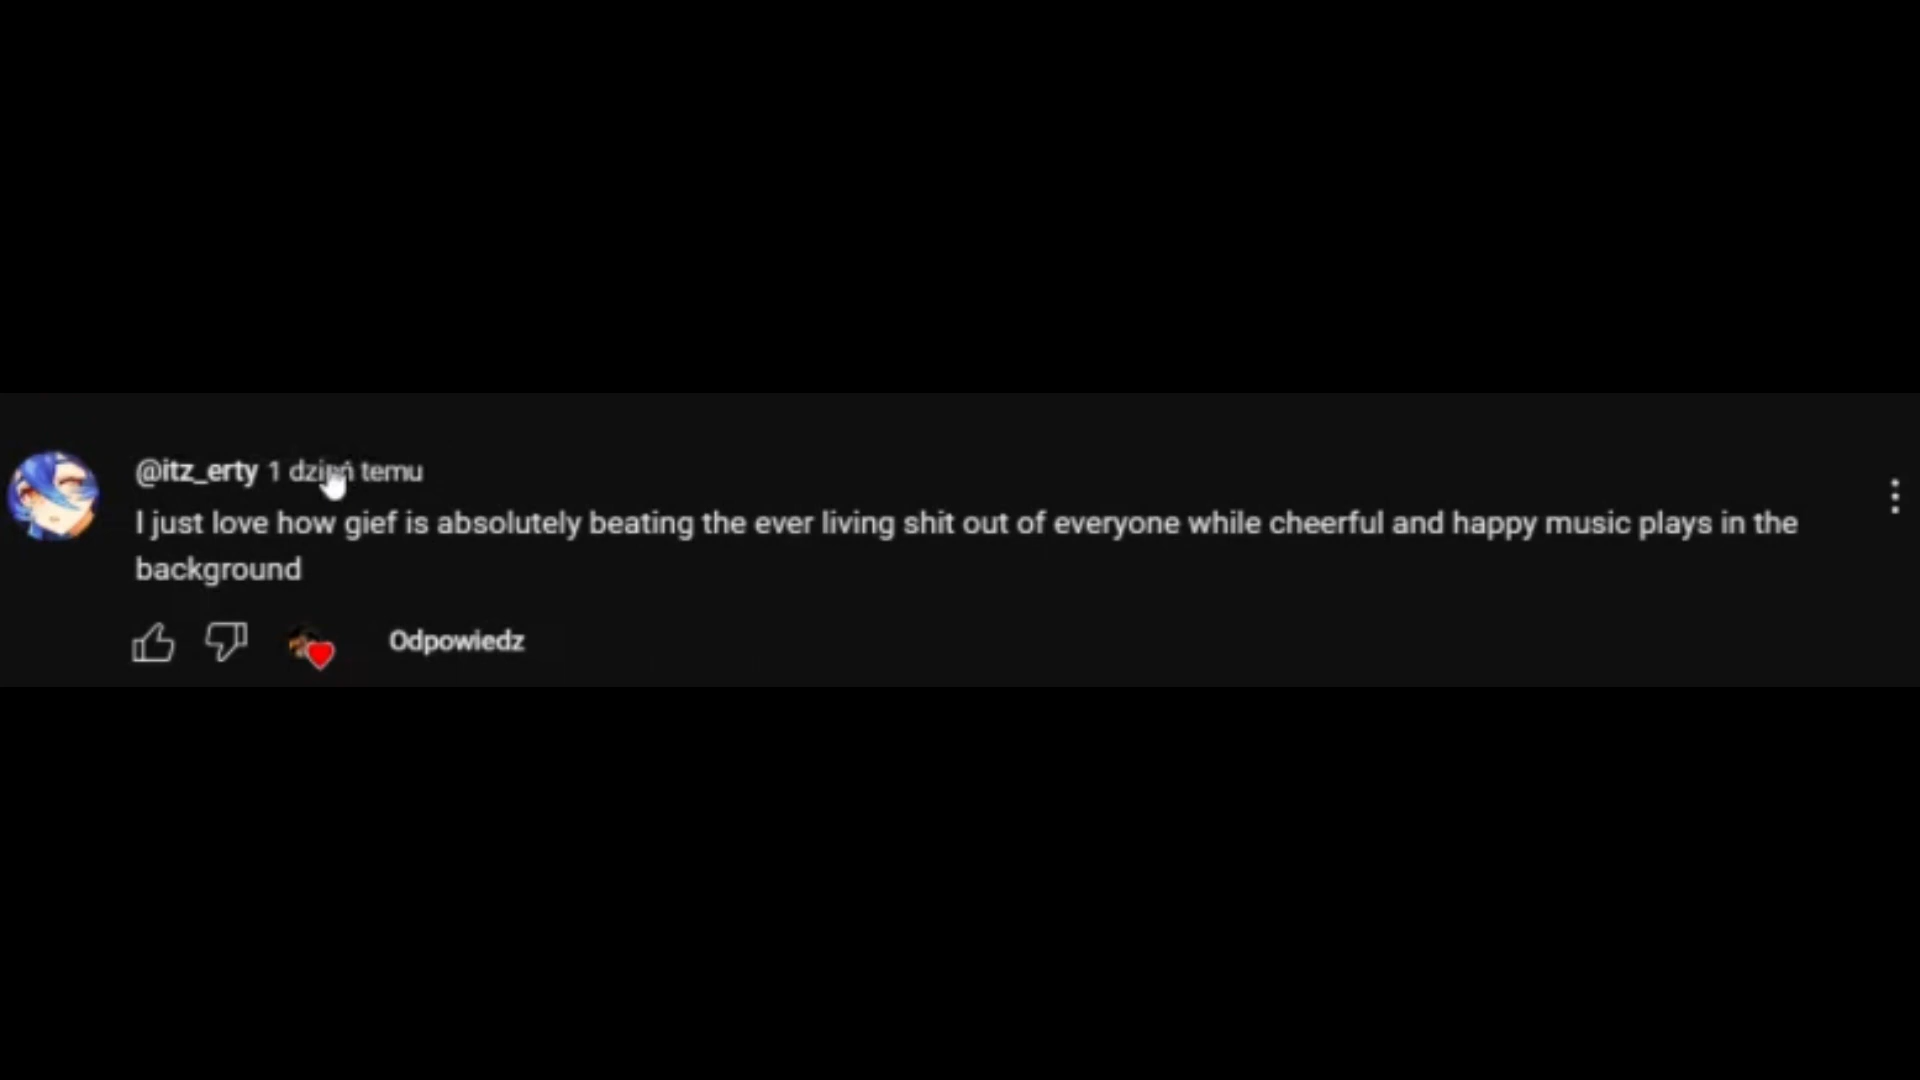 @itz_erty 1 dzień temu
I just love how gief is absolutely beating the ever living shit out of everyone while cheerful and happy music plays in the
background
Odpowiedz